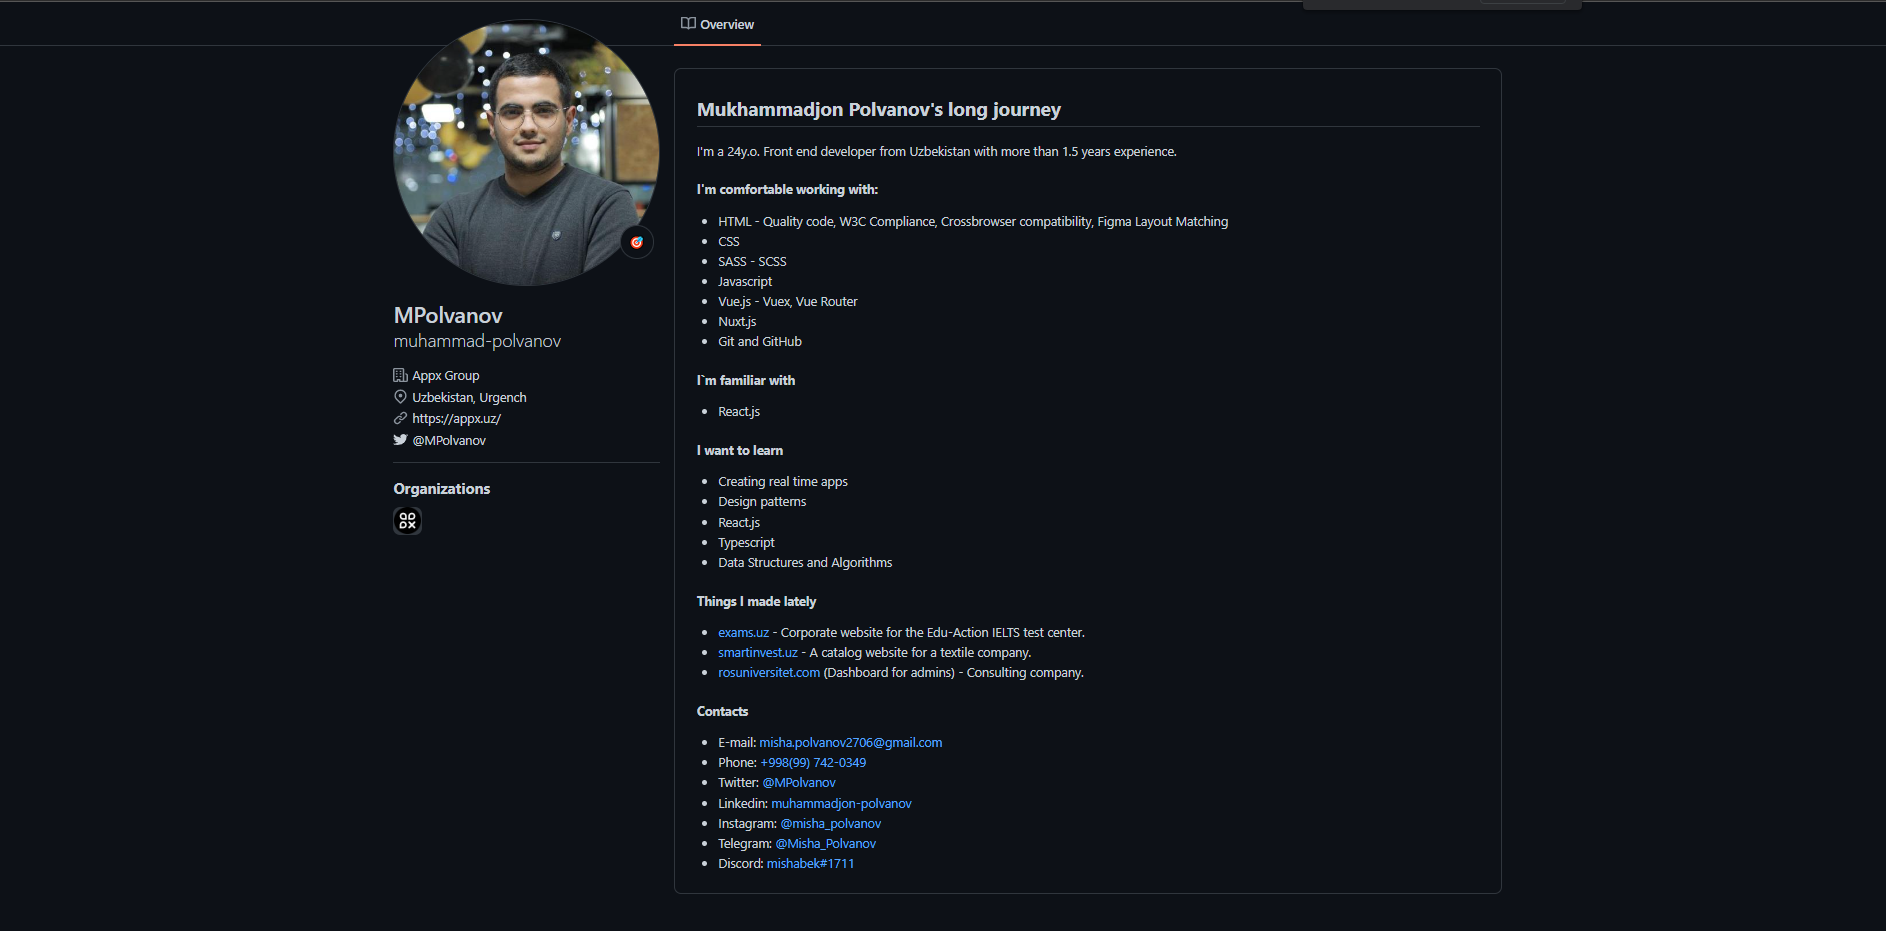 Overview
MPolvanov
muhammad-polvanov
Appx Group
Uzbekistan, Urgench
https://appx.uz/
@MPolvanov
Organizations
Mukhammadjon Polvanov's long journey
I'm a 24y.o. Front end developer from Uzbekistan with more than 1.5 years experience.
I'm comfortable working with:
HTML - Quality code, W3C Compliance, Crossbrowser compatibility, Figma Layout Matching
CSS
SASS - SCSS
Javascript
Vue.js - Vuex, Vue Router
Nuxt.js
Git and GitHub
I`m familiar with
React.js
I want to learn
Creating real time apps
Design patterns
React.js
Typescript
Data Structures and Algorithms
Things I made lately
exams.uz - Corporate website for the Edu-Action IELTS test center.
smartinvest.uz - A catalog website for a textile company.
rosuniversitet.com (Dashboard for admins) - Consulting company.
Contacts
E-mail: misha.polvanov2706@gmail.com
Phone: +998(99) 742-0349
Twitter: @MPolvanov
Linkedin: muhammadjon-polvanov
Instagram: @misha_polvanov
Telegram: @Misha_Polvanov
Discord: mishabek#1711